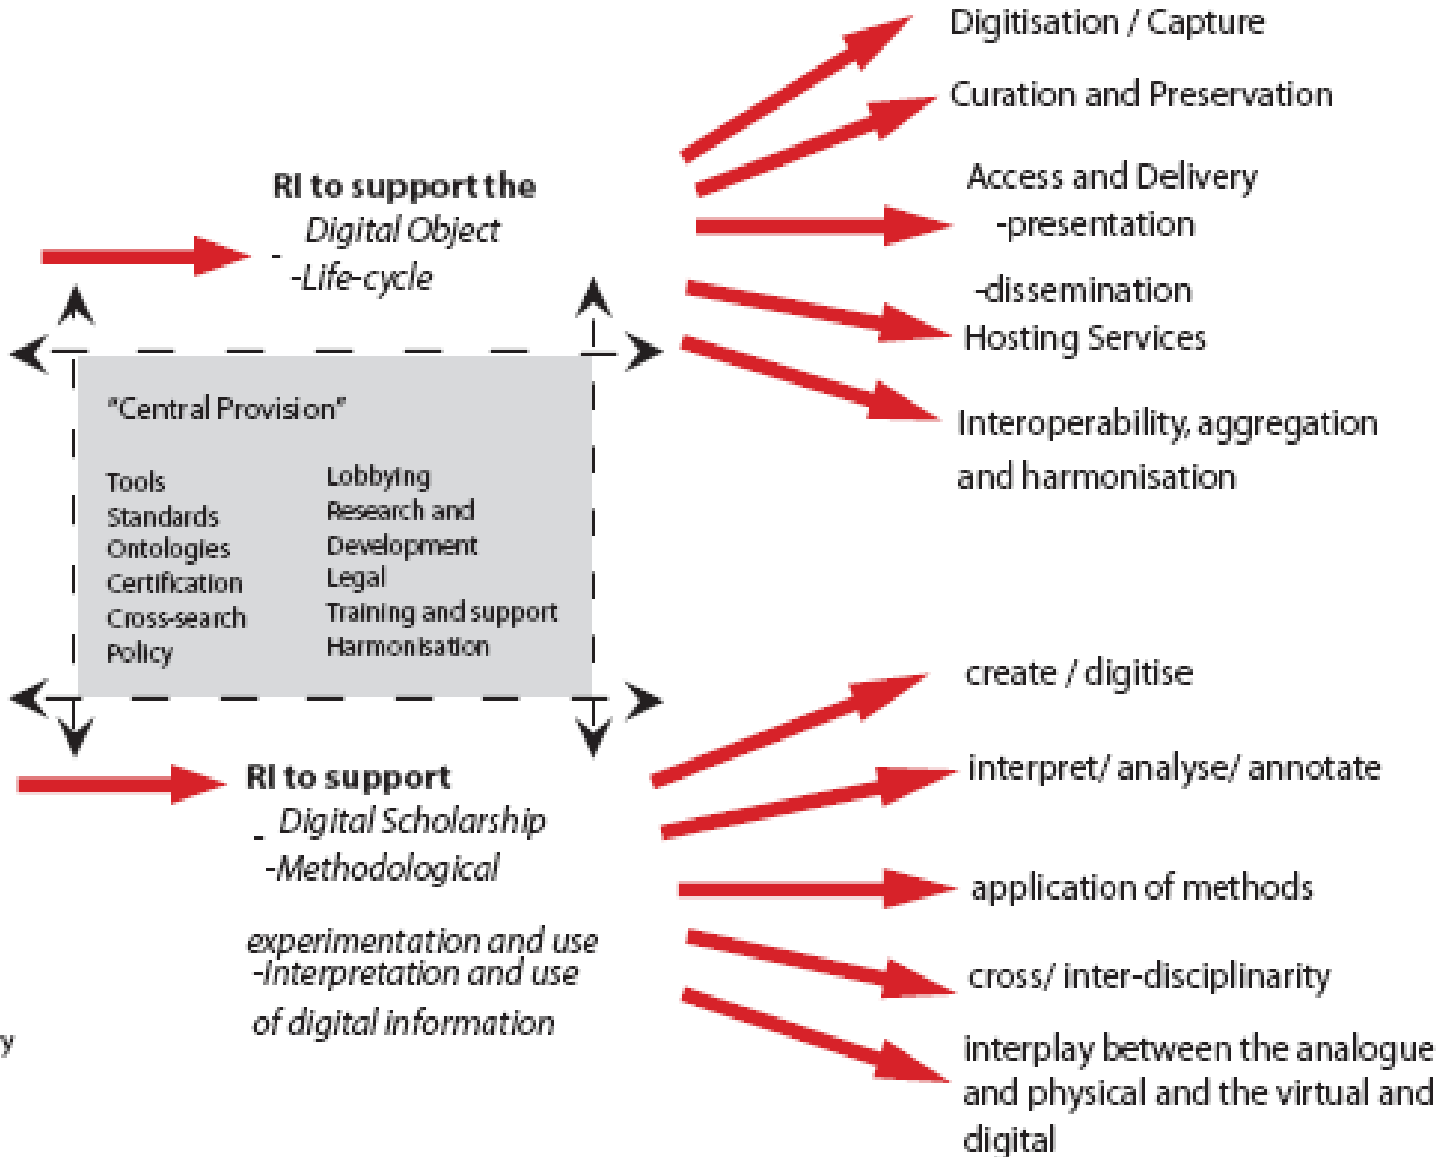 Digitisation / Capture
Curation and Preservation
Access and Delivery
-presentation
-dissemination
Hosting Services
Interoperability, aggregation
and harmonisation
RI to support the
- Digital Object
-Life-cycle
"Central Provision"
Tools
Standards
Ontologies
Certification
Cross-search
Policy
Lobbying
Research and
Development
Legal
Training and support
Harmonisation
RI to support
- Digital Scholarship
-Methodological
experimentation and use
-Interpretation and use
of digital information
create / digitise
interpret/ analyse/ annotate
application of methods
cross/ inter-disciplinarity
interplay between the analogue
and physical and the virtual and
digital